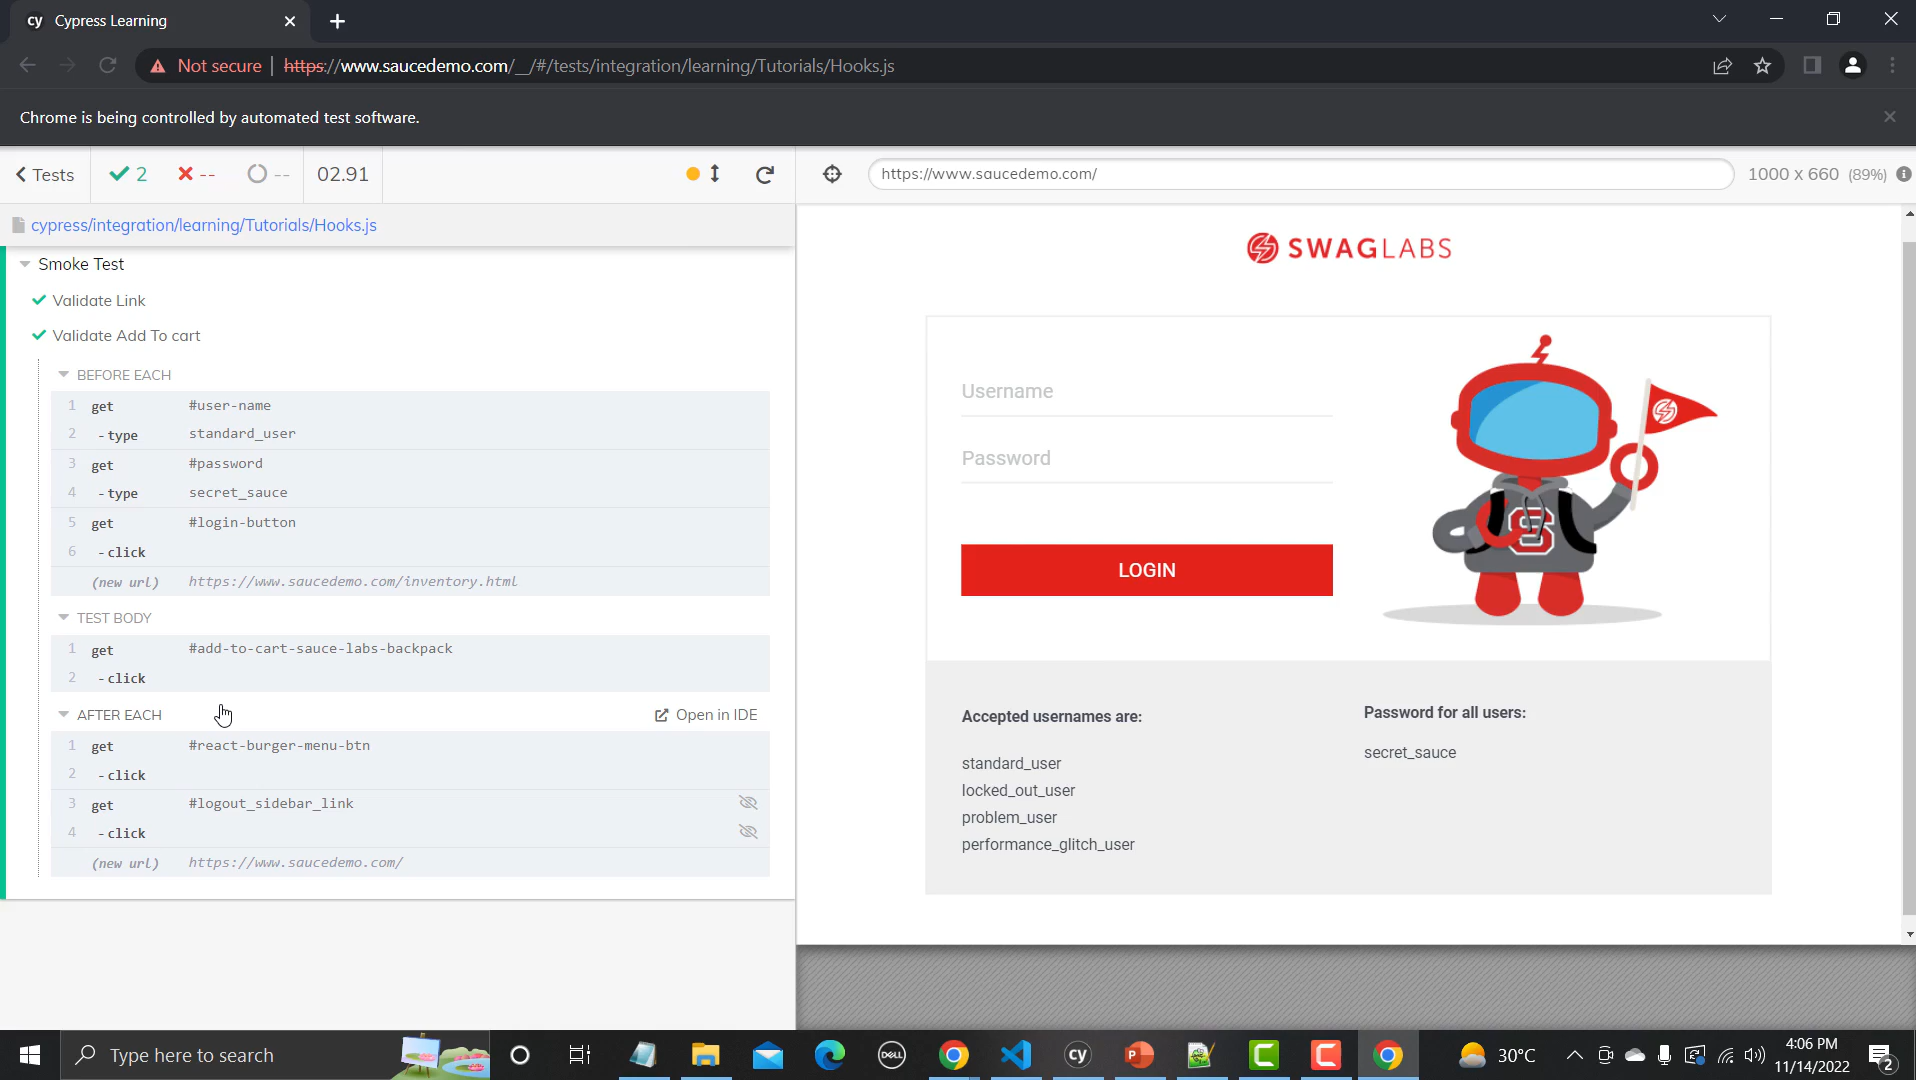 cy Cypress Learning
Not secure https://www.saucedemo.com/__/#/tests/integration/learning/Tutorials/Hooks.js
Chrome is being controlled by automated test software.
Tests 2 -- -- 02.91
https://www.saucedemo.com/ 1000 x 660 (89%)
cypress/integration/learning/Tutorials/Hooks.js
Smoke Test
Validate Link
Validate Add To cart
BEFORE EACH
1 get #user-name
2 -type standard_user
3 get #password
4 -type secret_sauce
5 get #login-button
6 -click
(new url) https://www.saucedemo.com/inventory.html
TEST BODY
1 get #add-to-cart-sauce-labs-backpack
2 -click
AFTER EACH Open in IDE
1 get #react-burger-menu-btn
2 -click
3 get #logout_sidebar_link
4 -click
(new url) https://www.saucedemo.com/
SWAGLABS
Username
Password
LOGIN
S
Accepted usernames are:
standard_user
locked_out_user
problem_user
performance_glitch_user
Password for all users:
secret_sauce
Type here to search
DELL
cy
30°C
4:06 PM
11/14/2022
2